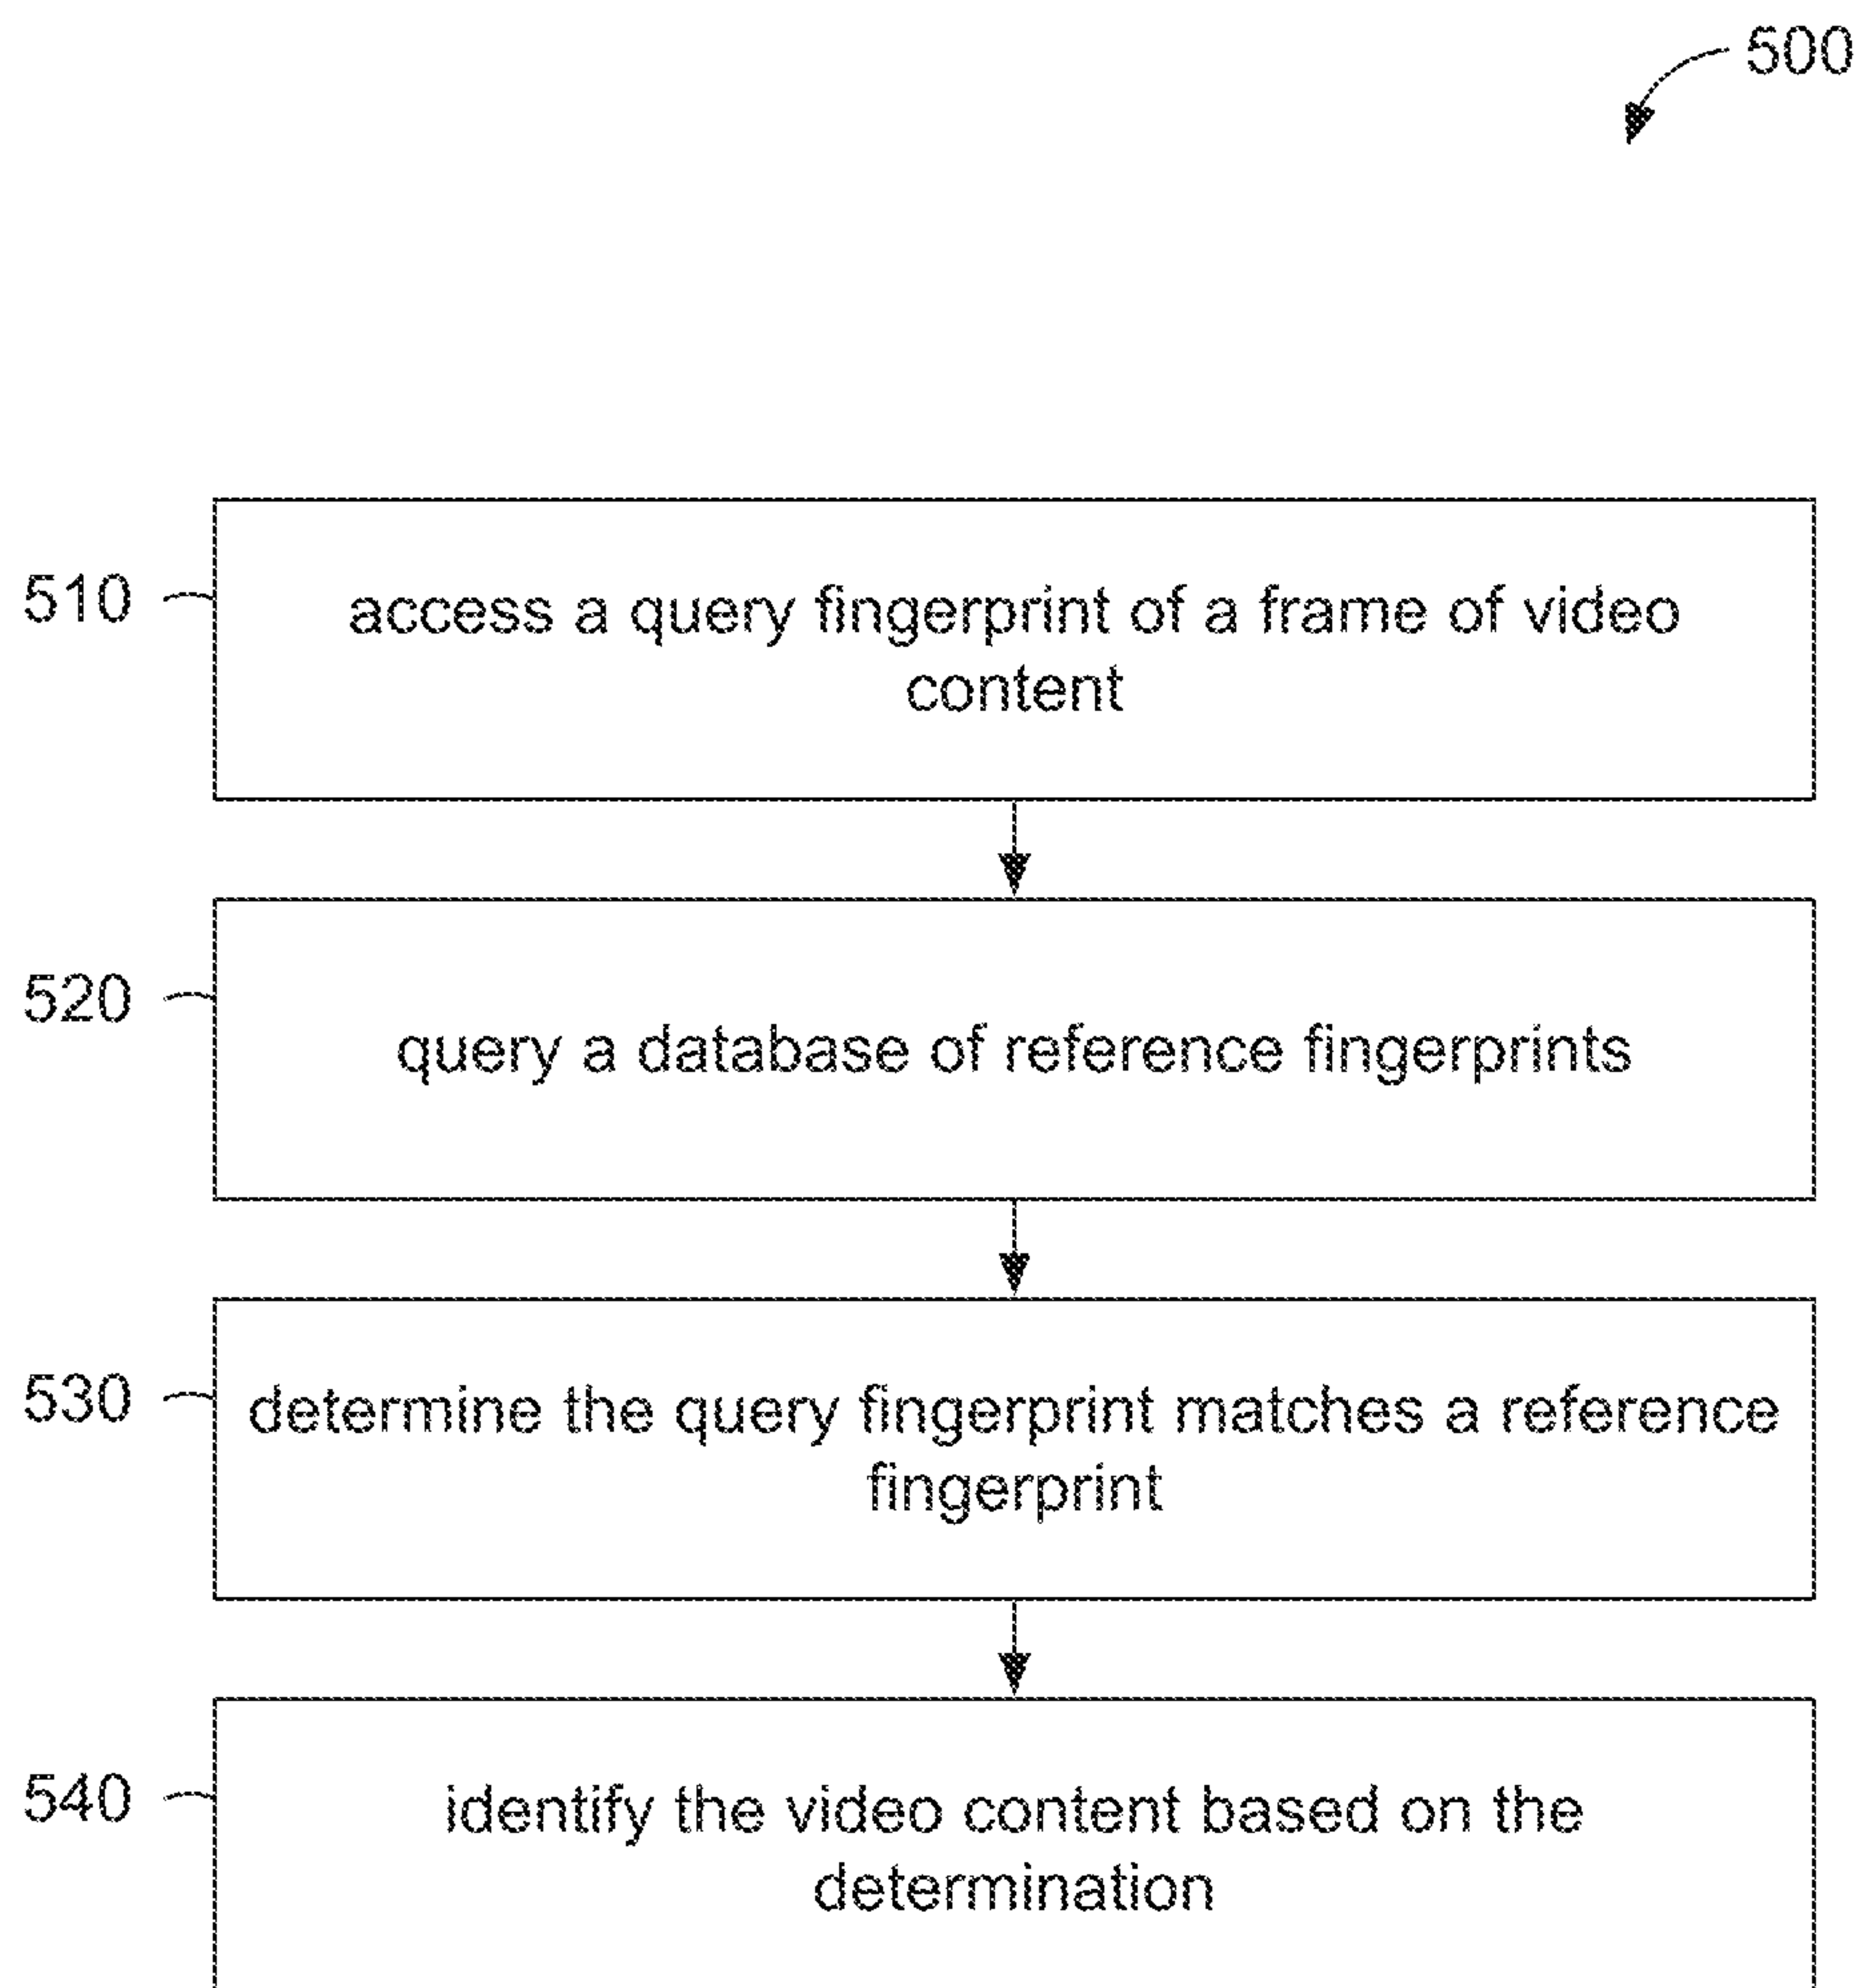 500
510
access a query fingerprint of a frame of video
content
520
query a database of reference fingerprints
530
determine the query fingerprint matches a reference
fingerprint
540
identify the video content based on the
determination